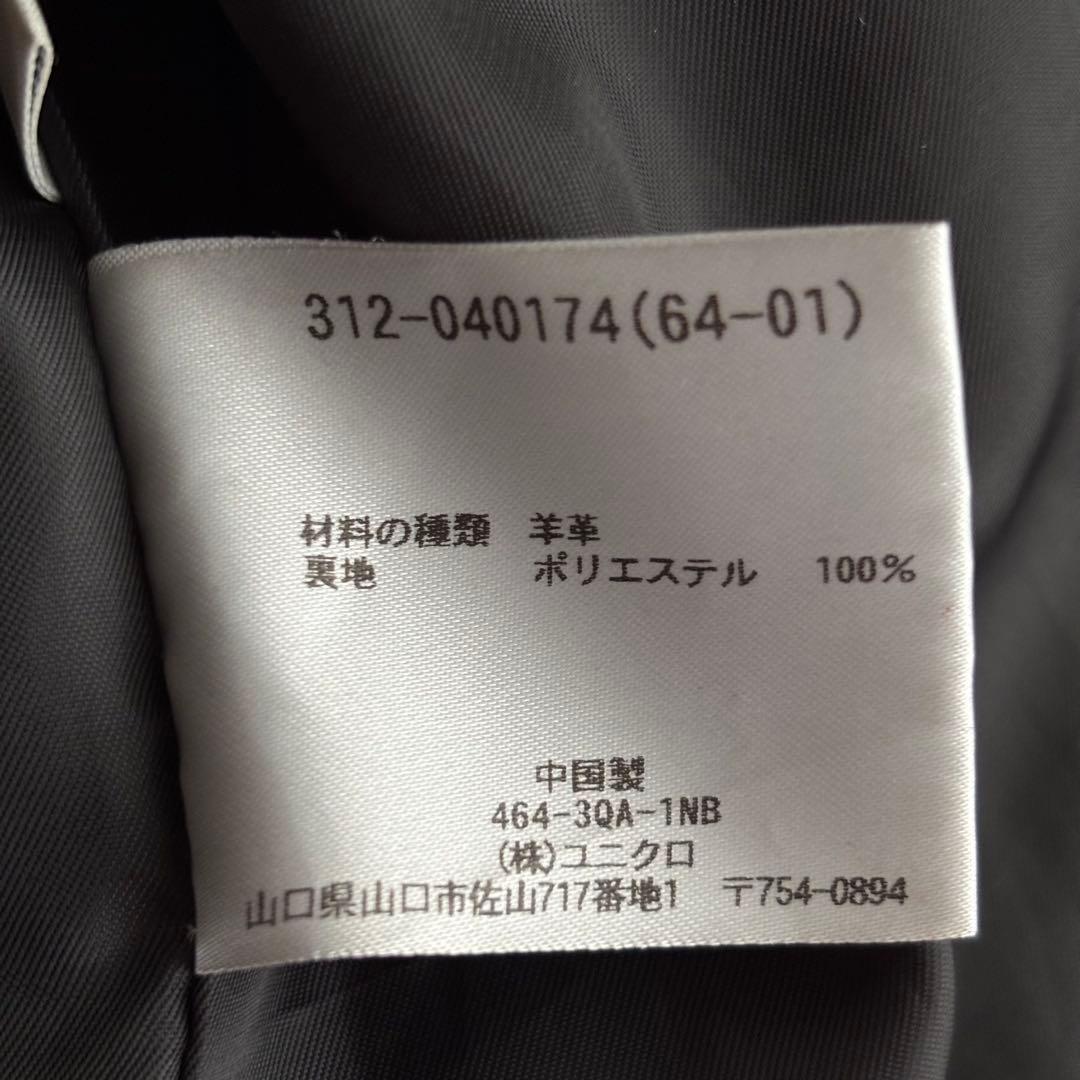 312-040174(64-01)
材料の種類 羊革
裏地 ポリエステル 100%
中国製
464-3QA-1NB
(株)ユニクロ
山口県山口市佐山717番地1 〒754-0894